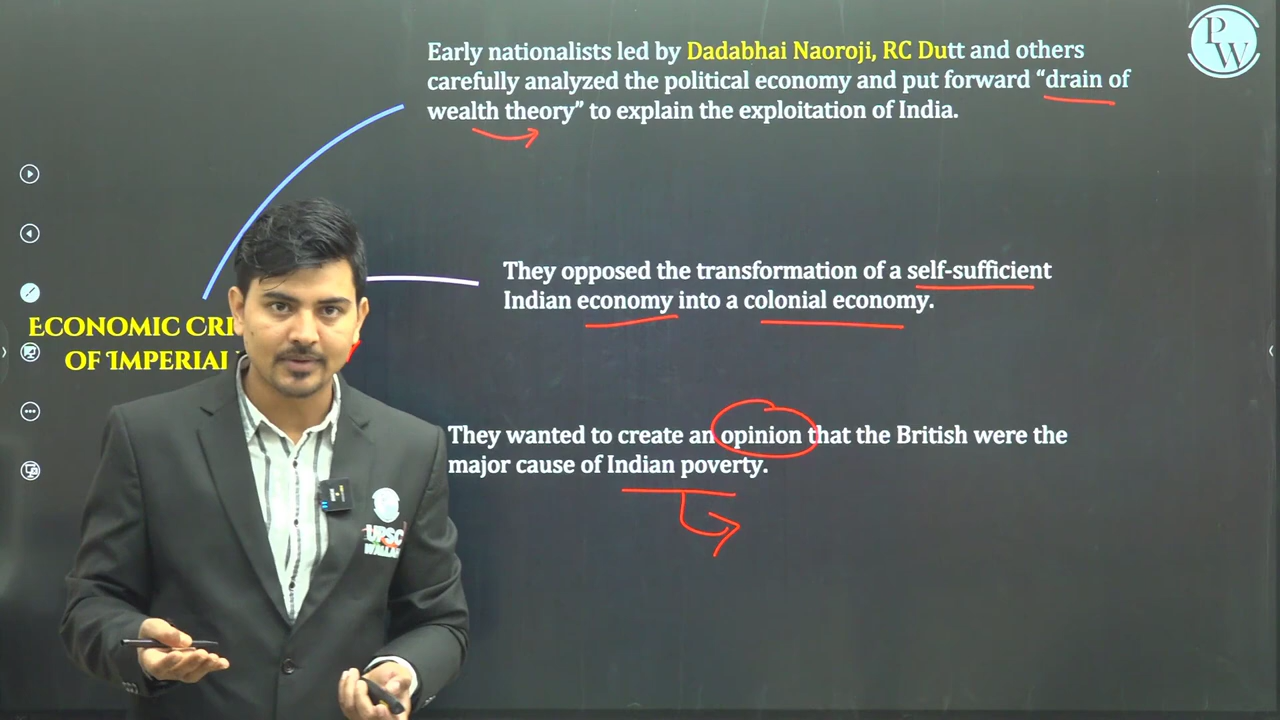 PW
Early nationalists led by Dadabhai Naoroji, RC Dutt and others
carefully analyzed the political economy and put forward “drain of
wealth theory” to explain the exploitation of India.
They opposed the transformation of a self-sufficient
Indian economy into a colonial economy.
ECONOMIC CRI
OF IMPERIAL
They wanted to create an opinion that the British were the
major cause of Indian poverty.
UPSC
WALLAH